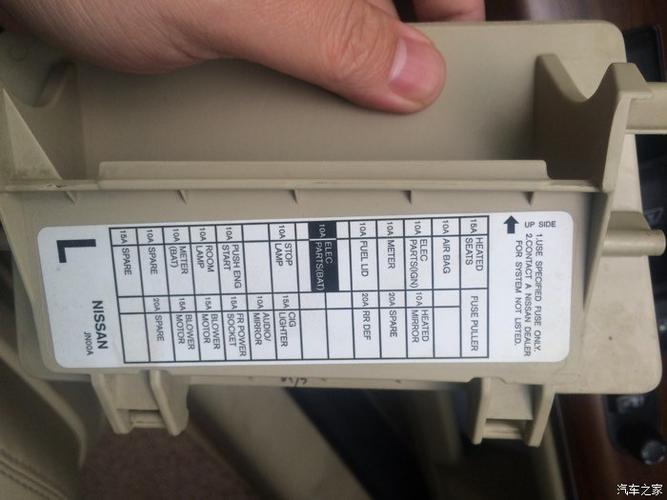 UP SIDE
1.USE SPECIFIED FUSE ONLY.
2.CONTACT A NISSAN DEALER
FOR SYSTEM NOT LISTED.
15A HEATED SEATS
FUSE PULLER
10A AIR BAG
10A ELEC PARTS(IGN)
10A HEATED MIRROR
10A METER
20A SPARE
10A FUEL LID
20A RR DEF
10A ELEC PARTS(BAT)
10A STOP LAMP
15A CIG LIGHTER
10A AUDIO/ MIRROR
10A PUSH ENG START
15A FR POWER SOCKET
10A ROOM LAMP
15A BLOWER MOTOR
10A METER (BAT)
15A BLOWER MOTOR
10A SPARE
20A SPARE
15A SPARE
NISSAN
JN00A
L
汽车之家